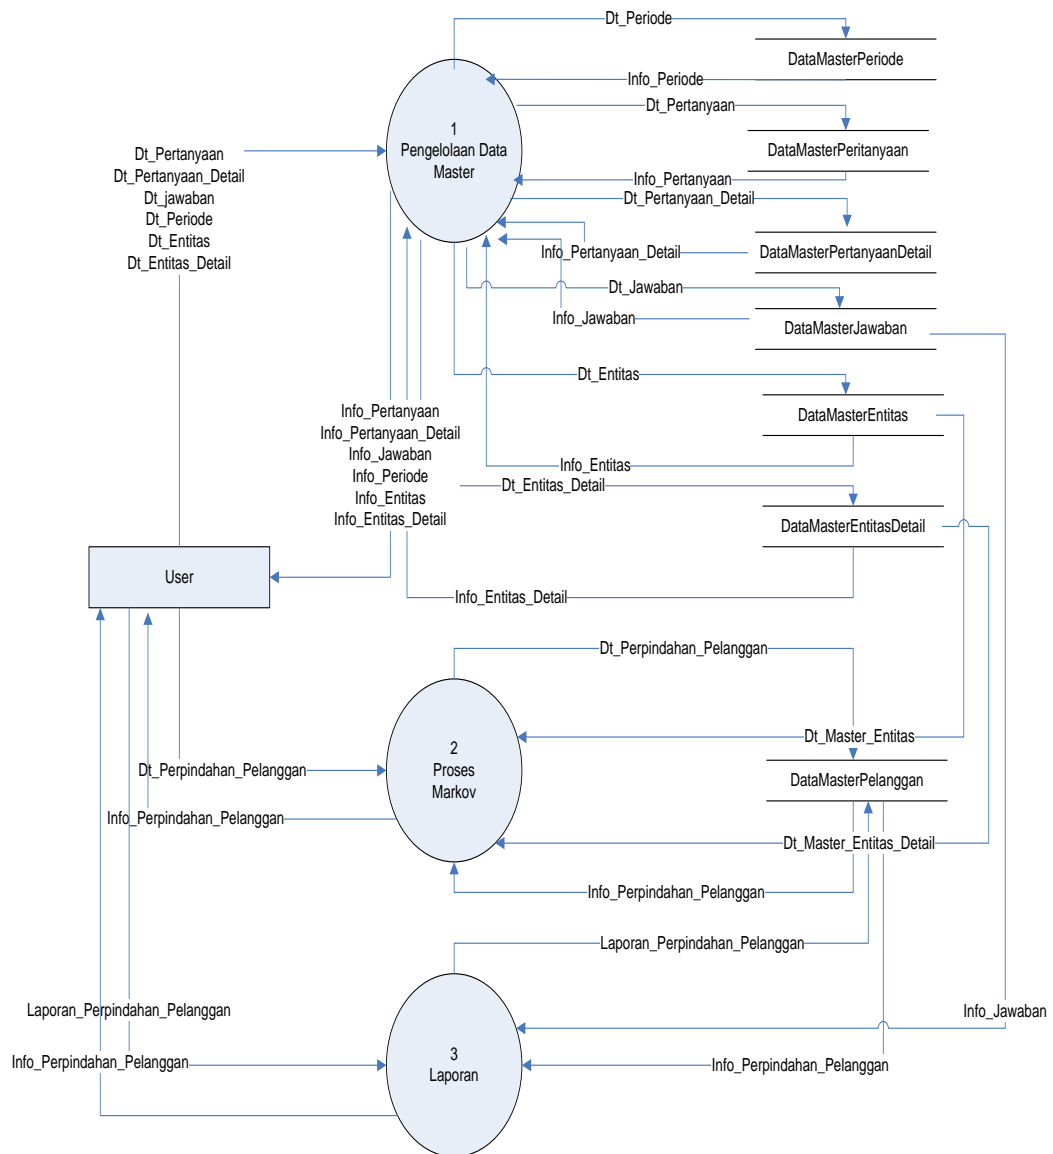 Dt_Periode
DataMasterPeriode
Info_Periode
Dt_Pertanyaan
1
Pengelolaan Data
Master
DataMasterPeritanyaan
Info_Pertanyaan
Dt_Pertanyaan
Dt_Pertanyaan_Detail
Dt_jawaban
Dt_Periode
Dt_Entitas
Dt_Entitas_Detail
Dt_Pertanyaan_Detail
Info_Pertanyaan_Detail
DataMasterPertanyaanDetail
Dt_Jawaban
Info_Jawaban
DataMasterJawaban
Dt_Entitas
DataMasterEntitas
Info_Pertanyaan
Info_Pertanyaan_Detail
Info_Jawaban
Info_Periode
Info_Entitas
Info_Entitas_Detail
Info_Entitas
Dt_Entitas_Detail
DataMasterEntitasDetail
User
Info_Entitas_Detail
Dt_Perpindahan_Pelanggan
Dt_Master_Entitas
2
Proses
Markov
Dt_Perpindahan_Pelanggan
DataMasterPelanggan
Info_Perpindahan_Pelanggan
Dt_Master_Entitas_Detail
Info_Perpindahan_Pelanggan
Laporan_Perpindahan_Pelanggan
Laporan_Perpindahan_Pelanggan
Info_Jawaban
Info_Perpindahan_Pelanggan
3
Laporan
Info_Perpindahan_Pelanggan